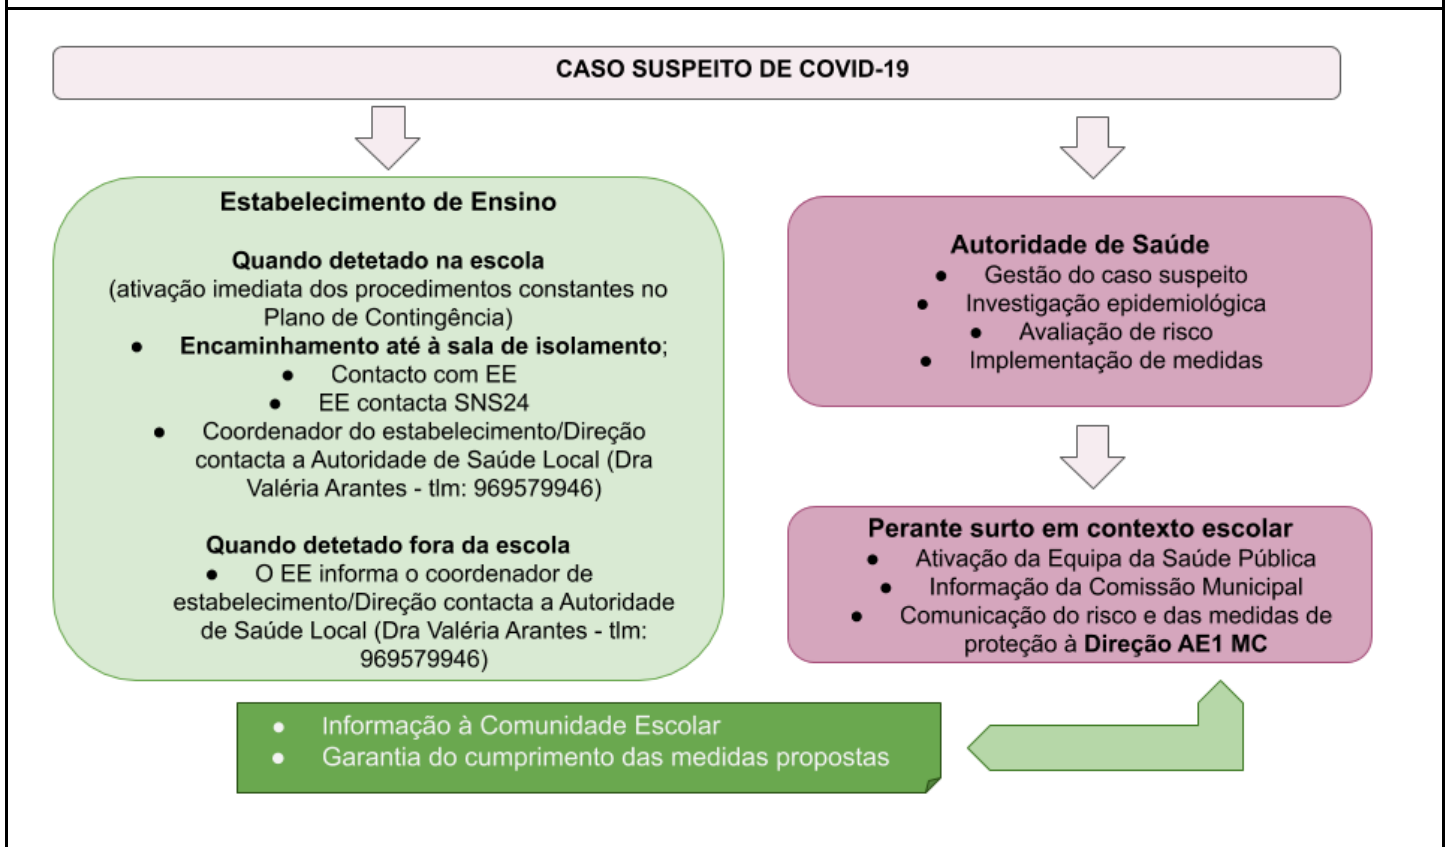 CASO SUSPEITO DE COVID-19
Estabelecimento de Ensino
Quando detetado na escola
(ativação imediata dos procedimentos constantes no
Plano de Contingência)
● Encaminhamento até à sala de isolamento;
● Contacto com EE
● EE contacta SNS24
● Coordenador do estabelecimento/Direção
contacta a Autoridade de Saúde Local (Dra
Valéria Arantes - tlm: 969579946)
Quando detetado fora da escola
● O EE informa o coordenador de
estabelecimento/Direção contacta a Autoridade
de Saúde Local (Dra Valéria Arantes - tlm:
969579946)
Autoridade de Saúde
● Gestão do caso suspeito
● Investigação epidemiológica
● Avaliação de risco
● Implementação de medidas
Perante surto em contexto escolar
● Ativação da Equipa da Saúde Pública
● Informação da Comissão Municipal
● Comunicação do risco e das medidas de
proteção à Direção AE1 MC
● Informação à Comunidade Escolar
● Garantia do cumprimento das medidas propostas